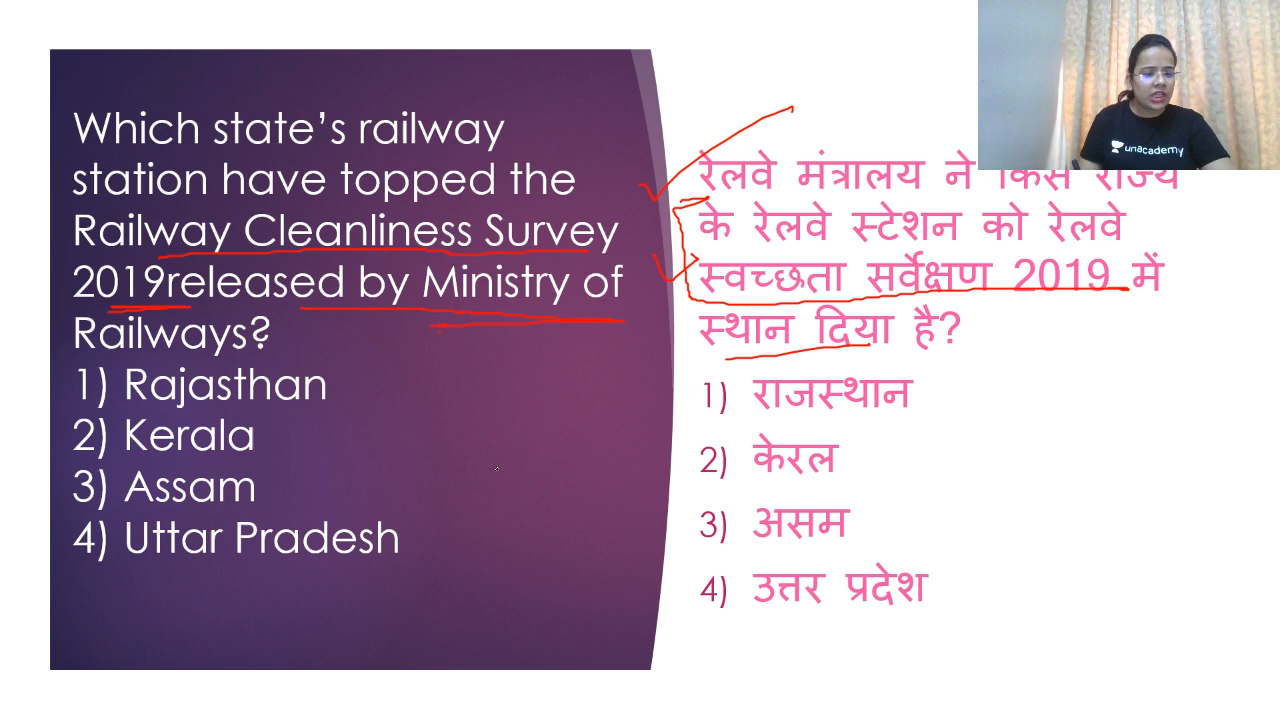 Which state’s railway
station have topped the
Railway Cleanliness Survey
2019released by Ministry of
Railways?
1) Rajasthan
2) Kerala
3) Assam
4) Uttar Pradesh
unacademy
रेलवे मंत्रालय ने किस राज्य
के रेलवे स्टेशन को रेलवे
स्वच्छता सर्वेक्षण 2019 में
स्थान दिया है?
1) राजस्थान
2) केरल
3) असम
4) उत्तर प्रदेश